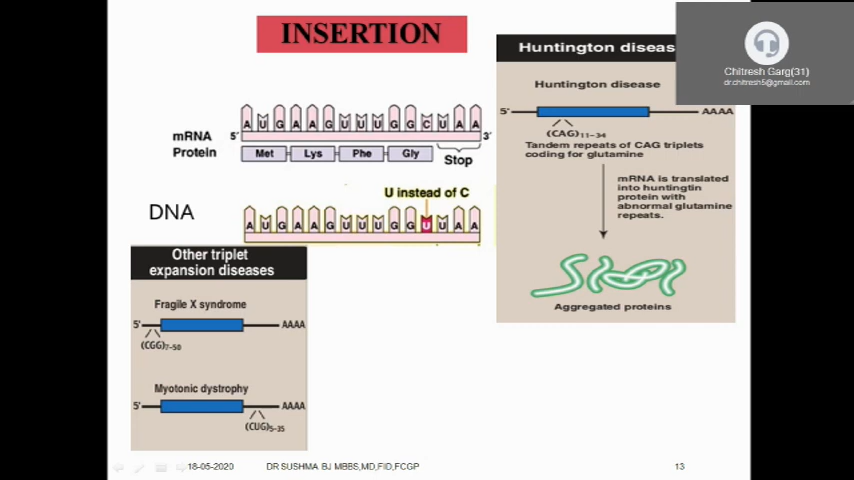 INSERTION
Huntington diseas
Chitresh Garg(31)
dr.chitresh5@gmail.com
A U G A A G U U U G G C U A A
mRNA 5' 3'
Protein Met Lys Phe Gly Stop
U instead of C
DNA
A U G A A G U U U G G U U A A
Huntington disease
5' AAAA
(CAG)11–34
Tandem repeats of CAG triplets
coding for glutamine
mRNA is translated
into huntingtin
protein with
abnormal glutamine
repeats.
Aggregated proteins
Other triplet
expansion diseases
Fragile X syndrome
5' AAAA
(CGG)7–50
Myotonic dystrophy
5' AAAA
(CUG)5–35
18-05-2020 DR SUSHMA BJ MBBS,MD,FID,FCGP 13